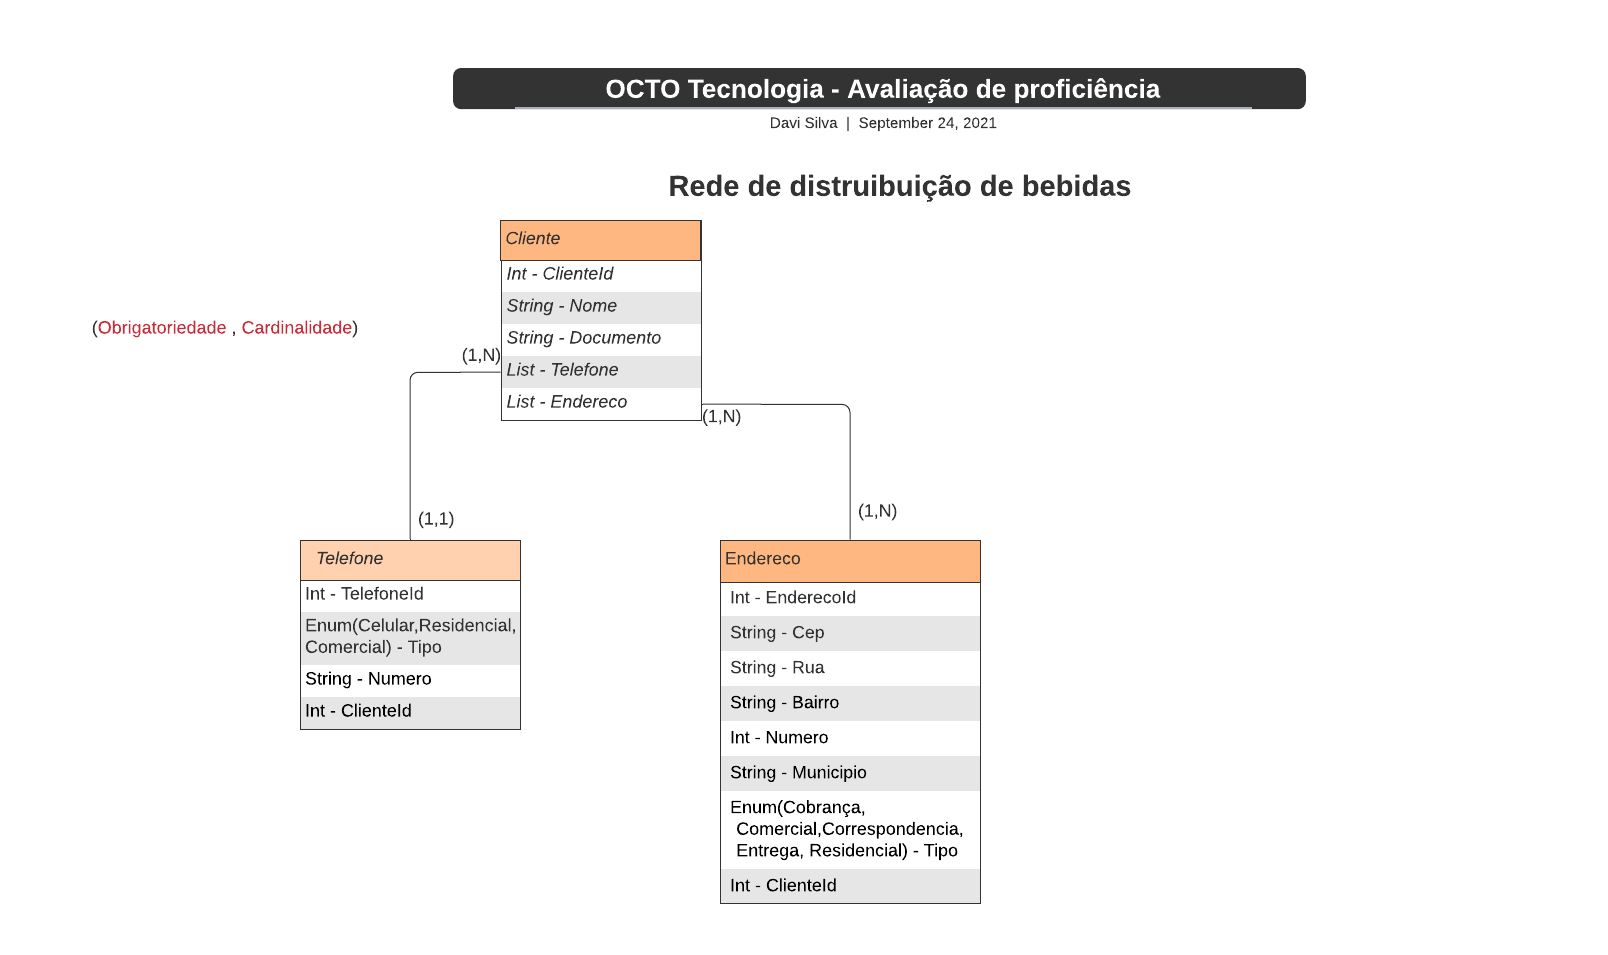 OCTO Tecnologia - Avaliação de proficiência
Davi Silva | September 24, 2021
Rede de distruibuição de bebidas
Cliente
Int - ClienteId
String - Nome
String - Documento
List - Telefone
List - Endereco
(Obrigatoriedade , Cardinalidade)
(1,N)
(1,N)
(1,1)
(1,N)
Telefone
Int - TelefoneId
Enum(Celular,Residencial,
Comercial) - Tipo
String - Numero
Int - ClienteId
Endereco
Int - EnderecoId
String - Cep
String - Rua
String - Bairro
Int - Numero
String - Municipio
Enum(Cobrança,
Comercial,Correspondencia,
Entrega, Residencial) - Tipo
Int - ClienteId